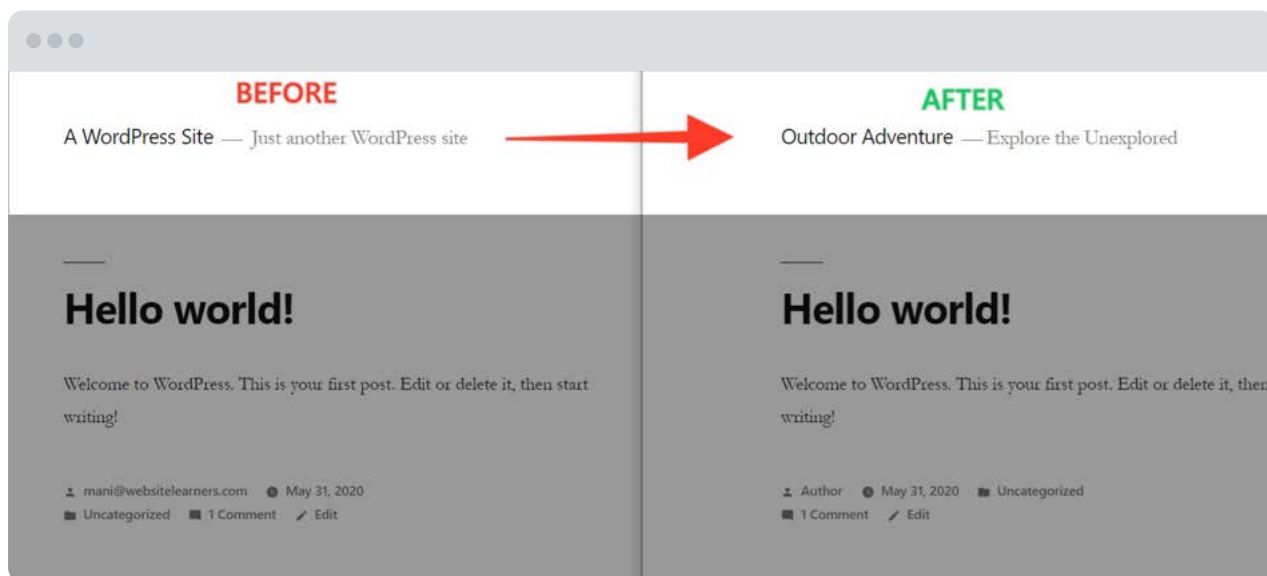 BEFORE
A WordPress Site — Just another WordPress site
Hello world!
Welcome to WordPress. This is your first post. Edit or delete it, then start
writing!
mani@websitelearners.com May 31, 2020
Uncategorized 1 Comment Edit
AFTER
Outdoor Adventure — Explore the Unexplored
Hello world!
Welcome to WordPress. This is your first post. Edit or delete it, then
writing!
Author May 31, 2020 Uncategorized
1 Comment Edit